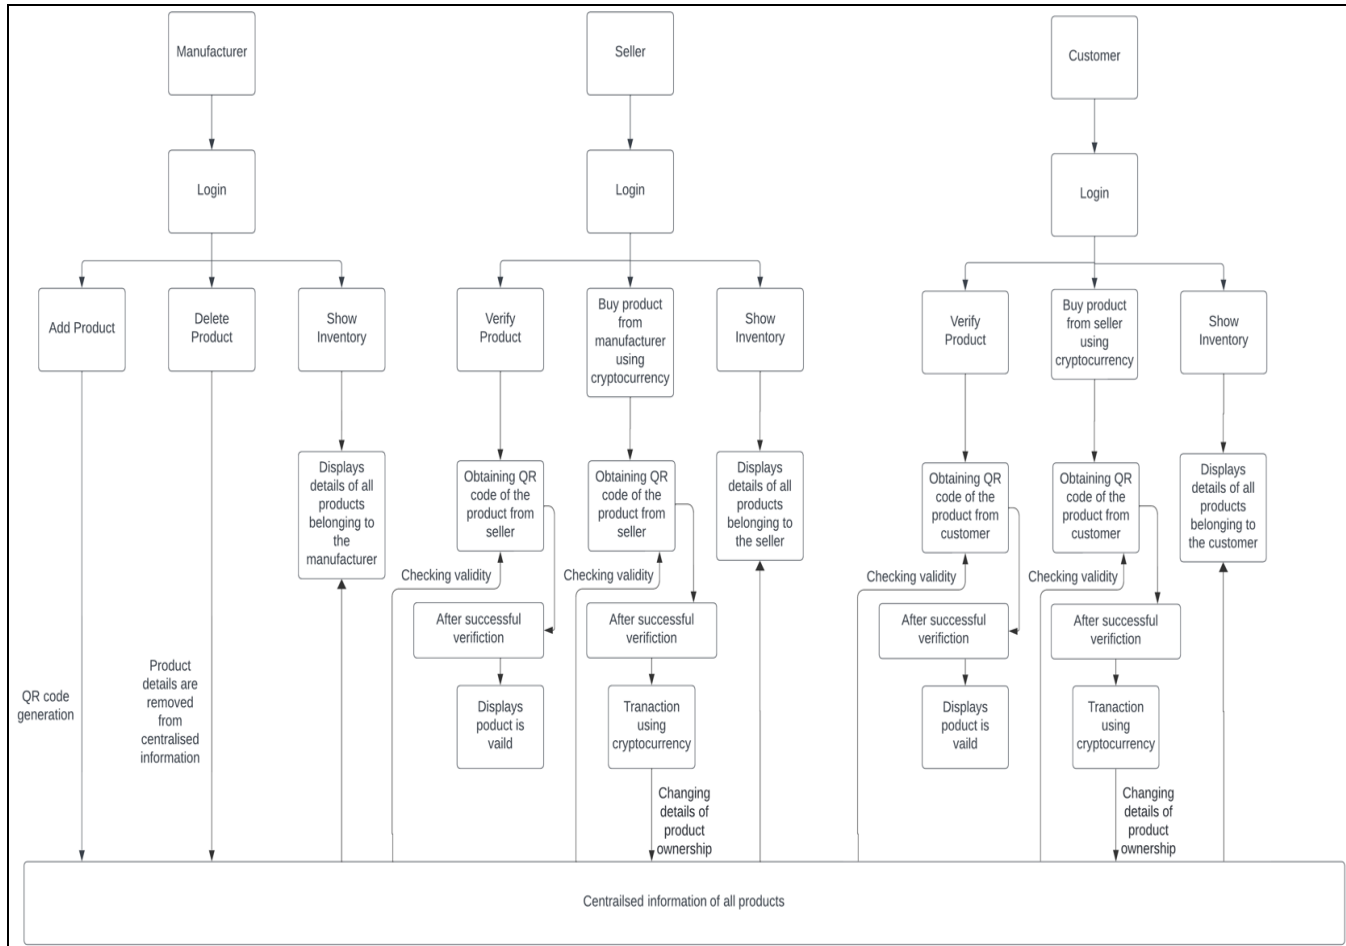 Manufacturer
Seller
Customer
Login
Login
Login
Add Product
Delete
Product
Show
Inventory
Verify
Product
Buy product
from
manufacturer
using
cryptocurrency
Show
Inventory
Verify
Product
Buy product
from seller
using
cryptocurrency
Show
Inventory
Displays
details of all
products
belonging to
the
manufacturer
Obtaining QR
code of the
product from
seller
Obtaining QR
code of the
product from
seller
Displays
details of all
products
belonging to
the seller
Obtaining QR
code of the
product from
customer
Obtaining QR
code of the
product from
customer
Displays
details of all
products
belonging to
the customer
Checking validity
Checking validity
Checking validity
Checking validity
After successful
verifiction
After successful
verifiction
After successful
verifiction
After successful
verifiction
QR code
generation
Product
details are
removed
from
centralised
information
Displays
poduct is
vaild
Tranaction
using
cryptocurrency
Displays
poduct is
vaild
Tranaction
using
cryptocurrency
Changing
details of
product
ownership
Changing
details of
product
ownership
Centrailsed information of all products